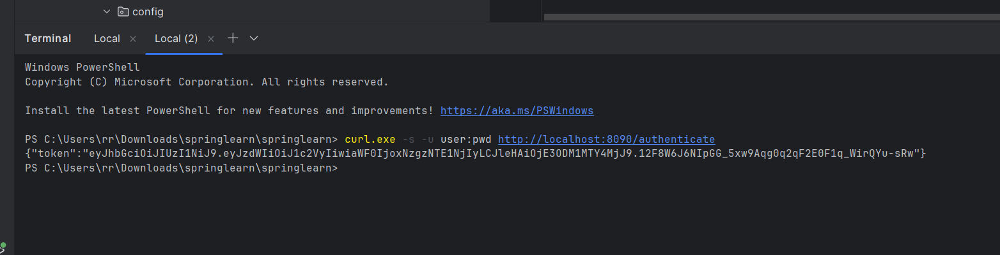 config
Terminal Local Local (2)
Windows PowerShell
Copyright (C) Microsoft Corporation. All rights reserved.
Install the latest PowerShell for new features and improvements! https://aka.ms/PSWindows
PS C:\Users\rr\Downloads\springlearn\springlearn> curl.exe -s -u user:pwd http://localhost:8090/authenticate
{"token":"eyJhbGciOiJIUzI1NiJ9.eyJzdWIiOiJ1c2VyIiwiaWF0IjoxNzgzNTE1NjIyLCJleHAiOjE3ODM1MTY4MjJ9.12F8W6J6NIpGG_5xw9Aqg0q2qF2E0F1q_WirQYu-sRw"}
PS C:\Users\rr\Downloads\springlearn\springlearn>